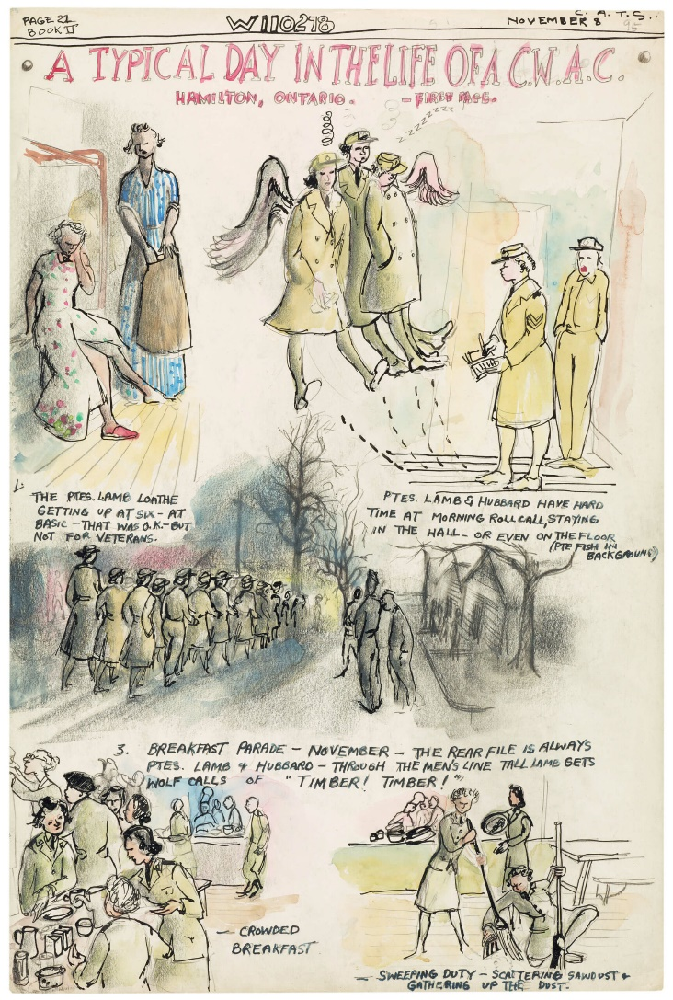 PAGE 21
BOOK II
W110278
C.A.T.S..
NOVEMBER 8
95
A TYPICAL DAY IN THE LIFE OF A C.W.A.C.
HAMILTON, ONTARIO. - FIRST PAGE.
ZZZZZZZZ
THE PTES. LAMB LOATHE
GETTING UP AT SIX - AT
BASIC - THAT WAS O.K. - BUT
NOT FOR VETERANS.
PTES. LAMB & HUBBARD HAVE HARD
TIME AT MORNING ROLL CALL, STAYING
IN THE HALL - OR EVEN ON THE FLOOR
(PTE FISH IN
BACKGROUND)
3. BREAKFAST PARADE - NOVEMBER - THE REAR FILE IS ALWAYS
PTES. LAMB & HUBBARD - THROUGH THE MEN'S LINE TALL LAMB GETS
WOLF CALLS OF "TIMBER! TIMBER!"
- CROWDED
BREAKFAST
- SWEEPING DUTY - SCATTERING SAWDUST &
GATHERING UP THE DUST.